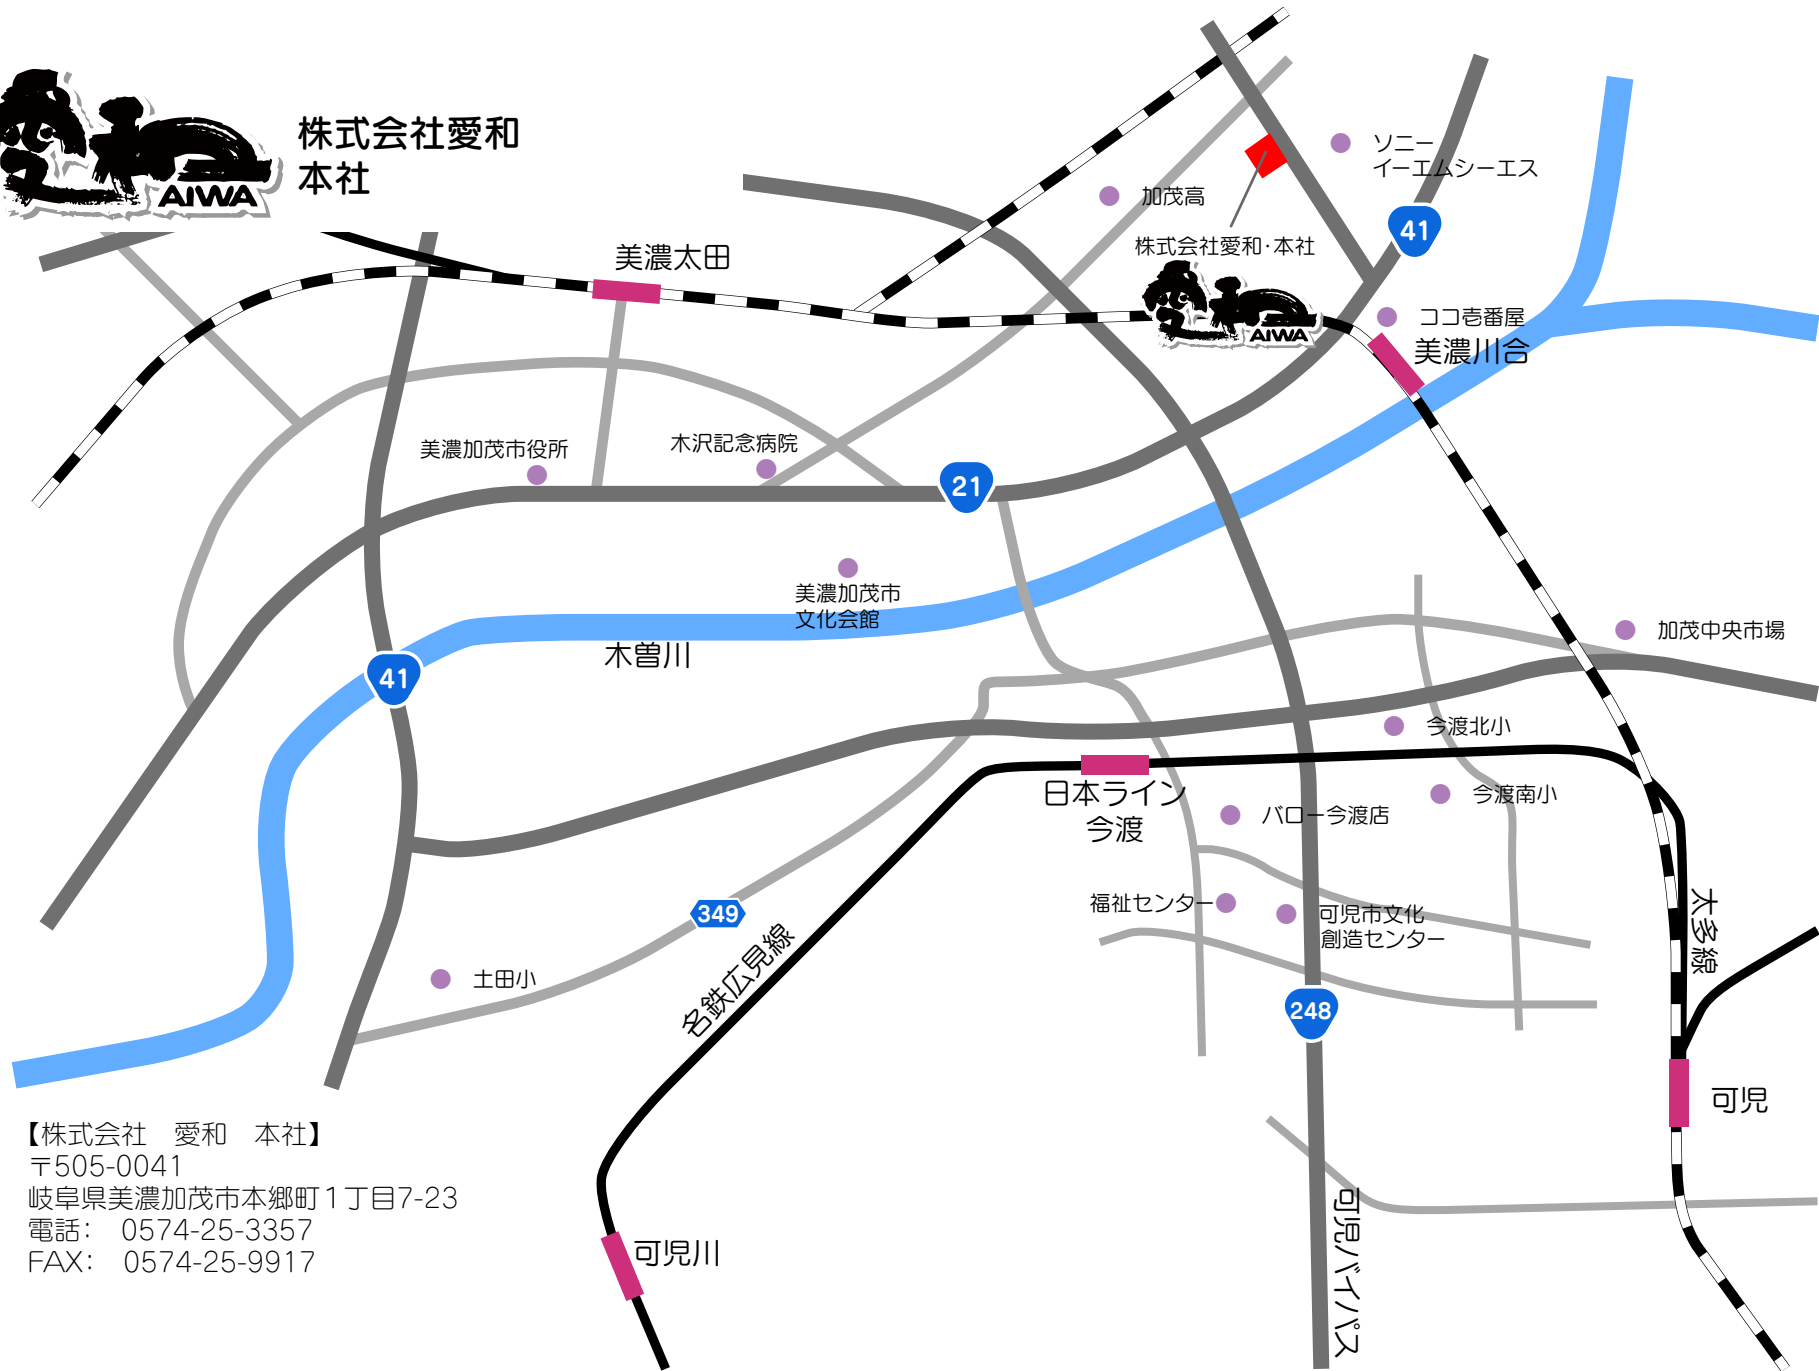 愛和
AIWA
株式会社愛和
本社
美濃太田
加茂高
ソニー
イーエムシーエス
株式会社愛和・本社
41
愛和
AIWA
ココ壱番屋
美濃川合
美濃加茂市役所
木沢記念病院
21
美濃加茂市
文化会館
木曽川
41
加茂中央市場
今渡北小
日本ライン
今渡
今渡南小
バロー今渡店
349
福祉センター
可児市文化
創造センター
太多線
名鉄広見線
土田小
248
可児
【株式会社　愛和　本社】
〒505-0041
岐阜県美濃加茂市本郷町1丁目7-23
電話：　0574-25-3357
FAX：　0574-25-9917
可児川
可児バイパス